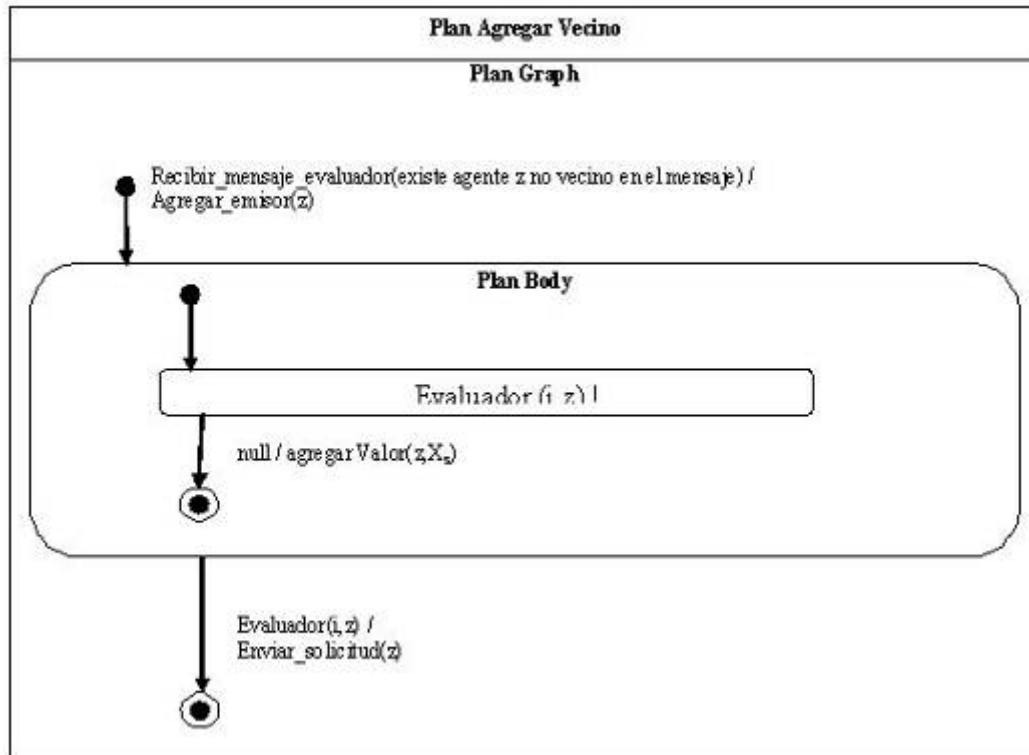 Plan Agregar Vecino
Plan Graph
Recibir_mensaje_evaluador(existe agente z no vecino en el mensaje) /
Agregar_emisor(z)
Plan Body
Evaluador (i, z) !
null / agregar Valor(z,Xₐ)
Evaluador(i, z) /
Enviar_solicitud(z)